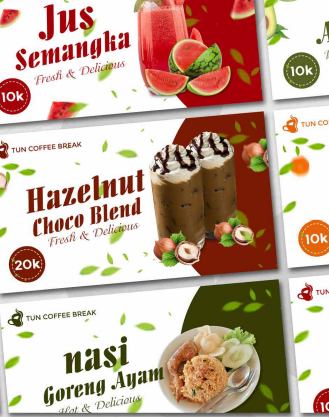 Jus
Semangka
Fresh & Delicious
10k
10k
TUN COFFEE BREAK
Hazelnut
Choco Blend
Fresh & Delicious
20k
10k
TUN COFFEE BREAK
nasi
Goreng Ayam
Hot & Delicious